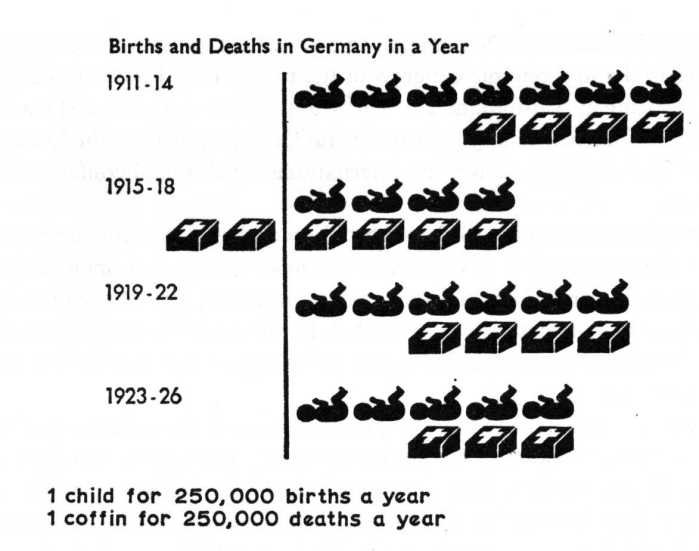 Births and Deaths in Germany in a Year
1911-14
1915-18
1919-22
1923-26
1 child for 250,000 births a year
1 coffin for 250,000 deaths a year